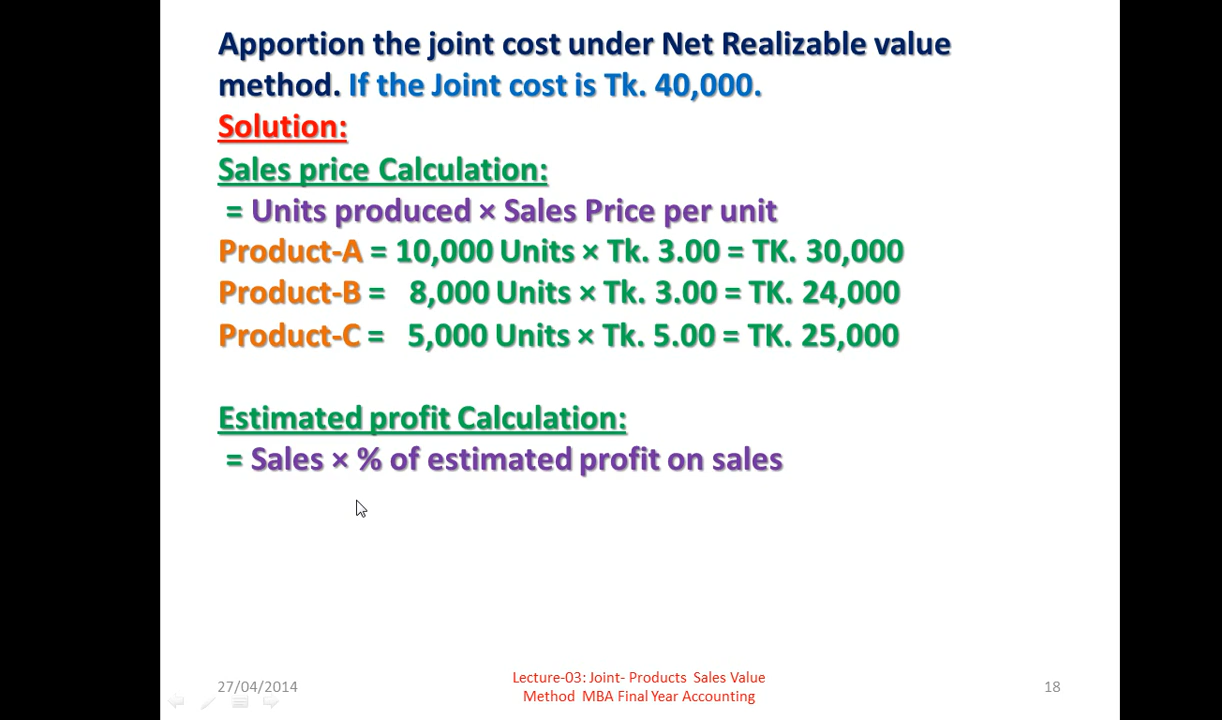 Apportion the joint cost under Net Realizable value
method. If the Joint cost is Tk. 40,000.
Solution:
Sales price Calculation:
= Units produced × Sales Price per unit
Product-A = 10,000 Units × Tk. 3.00 = TK. 30,000
Product-B = 8,000 Units × Tk. 3.00 = TK. 24,000
Product-C = 5,000 Units × Tk. 5.00 = TK. 25,000
Estimated profit Calculation:
= Sales × % of estimated profit on sales
27/04/2014
Lecture-03: Joint- Products Sales Value
Method MBA Final Year Accounting
18